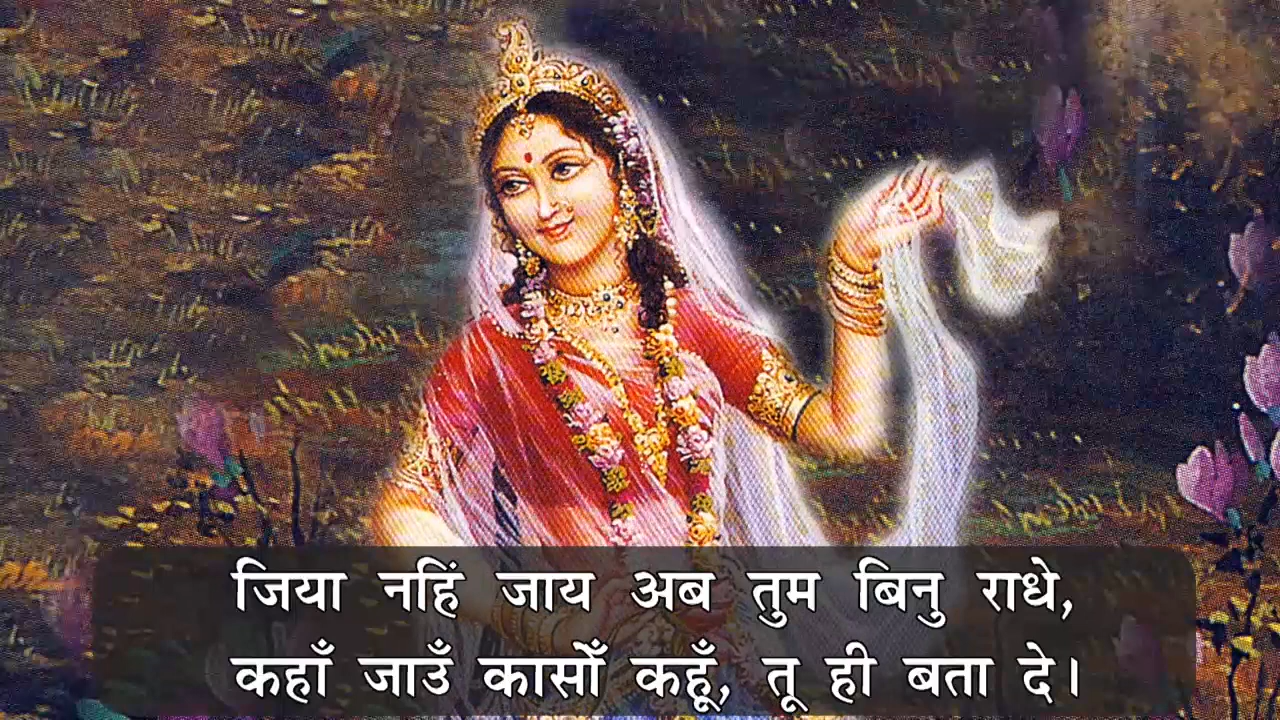 जिया नहिं जाय अब तुम बिनु राधे,
कहाँ जाउँ कासोँ कहूँ, तू ही बता दे।